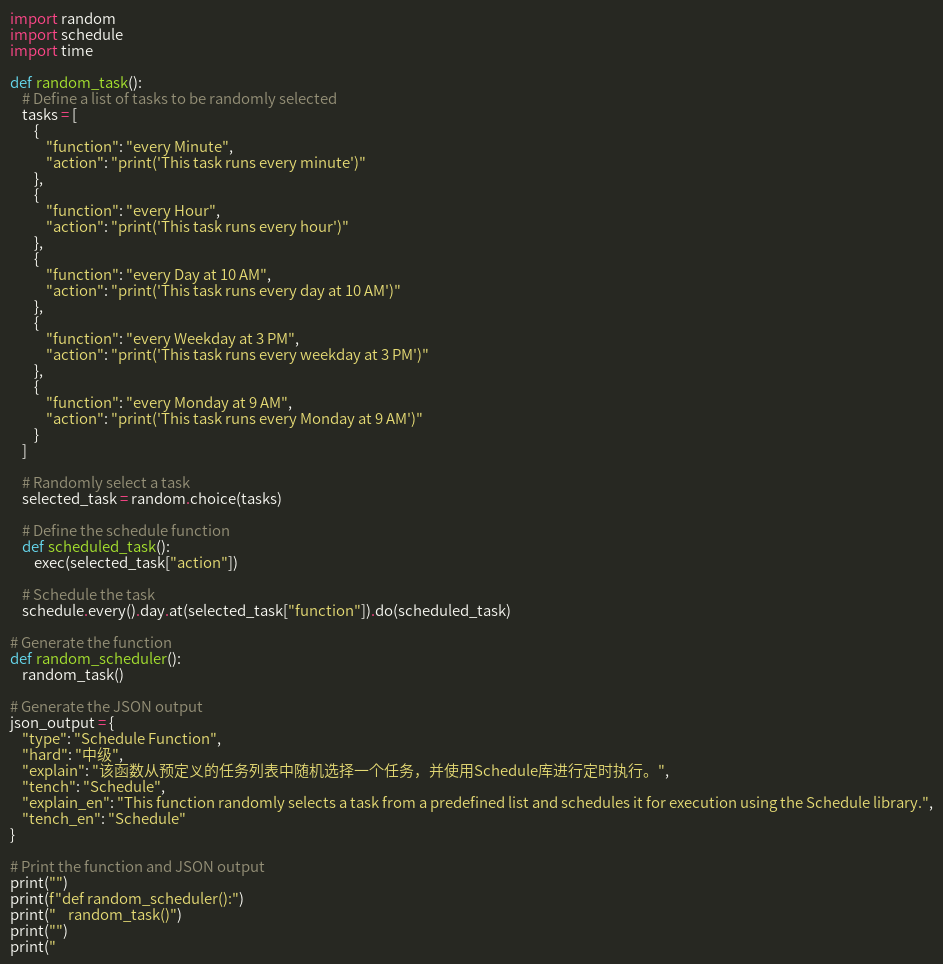 import random
import schedule
import time

def random_task():
    # Define a list of tasks to be randomly selected
    tasks = [
        {
            "function": "every Minute",
            "action": "print('This task runs every minute')"
        },
        {
            "function": "every Hour",
            "action": "print('This task runs every hour')"
        },
        {
            "function": "every Day at 10 AM",
            "action": "print('This task runs every day at 10 AM')"
        },
        {
            "function": "every Weekday at 3 PM",
            "action": "print('This task runs every weekday at 3 PM')"
        },
        {
            "function": "every Monday at 9 AM",
            "action": "print('This task runs every Monday at 9 AM')"
        }
    ]

    # Randomly select a task
    selected_task = random.choice(tasks)

    # Define the schedule function
    def scheduled_task():
        exec(selected_task["action"])

    # Schedule the task
    schedule.every().day.at(selected_task["function"]).do(scheduled_task)

# Generate the function
def random_scheduler():
    random_task()

# Generate the JSON output
json_output = {
    "type": "Schedule Function",
    "hard": "中级",
    "explain": "该函数从预定义的任务列表中随机选择一个任务，并使用Schedule库进行定时执行。",
    "tench": "Schedule",
    "explain_en": "This function randomly selects a task from a predefined list and schedules it for execution using the Schedule library.",
    "tench_en": "Schedule"
}

# Print the function and JSON output
print("")
print(f"def random_scheduler():")
print("    random_task()")
print("")
print("